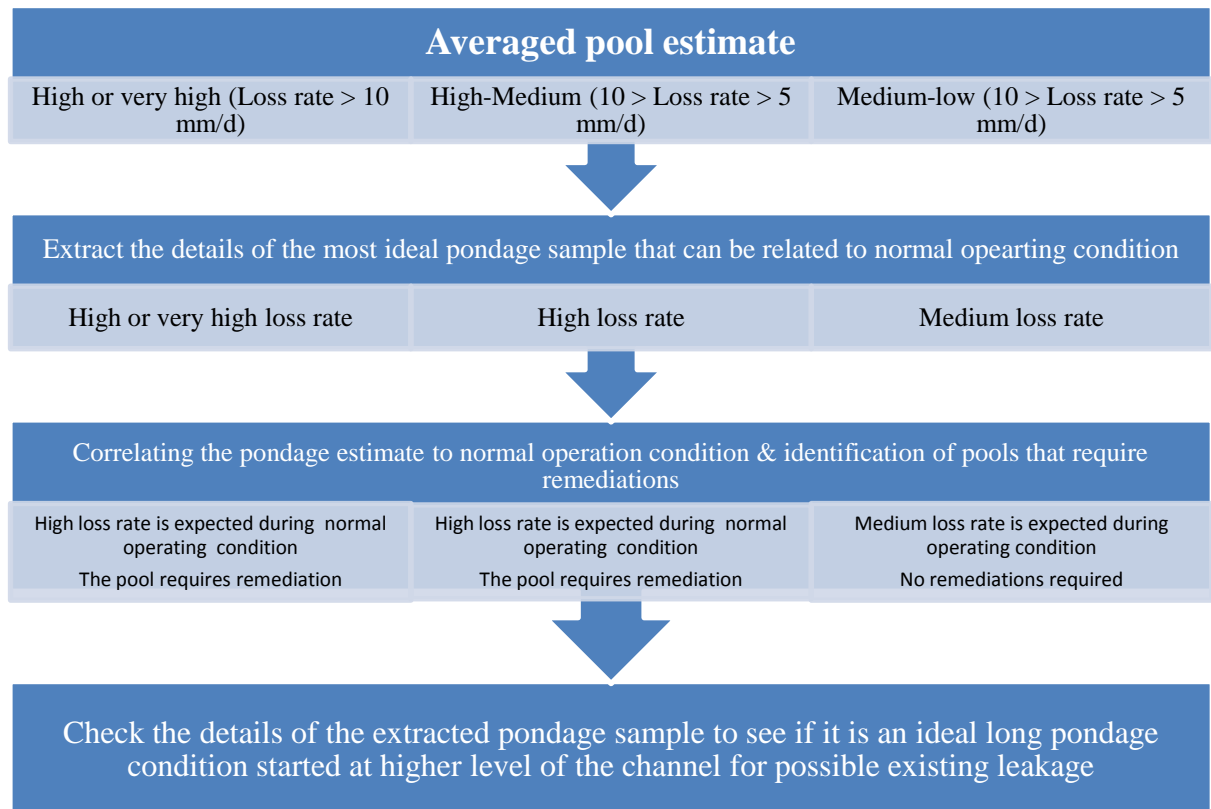 Averaged pool estimate
High or very high (Loss rate > 10
mm/d)
High-Medium (10 > Loss rate > 5
mm/d)
Medium-low (10 > Loss rate > 5
mm/d)
Extract the details of the most ideal pondage sample that can be related to normal opearting condition
High or very high loss rate
High loss rate
Medium loss rate
Correlating the pondage estimate to normal operation condition & identification of pools that require
remediations
High loss rate is expected during normal
operating condition
The pool requires remediation
High loss rate is expected during normal
operating condition
The pool requires remediation
Medium loss rate is expected during
operating condition
No remediations required
Check the details of the extracted pondage sample to see if it is an ideal long pondage
condition started at higher level of the channel for possible existing leakage